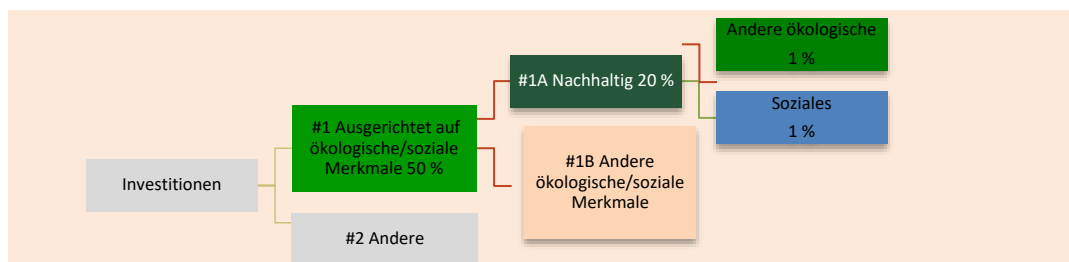 Investitionen
#1 Ausgerichtet auf
ökologische/soziale
Merkmale 50 %
#2 Andere
#1A Nachhaltig 20 %
#1B Andere
ökologische/soziale
Merkmale
Andere ökologische
1 %
Soziales
1 %